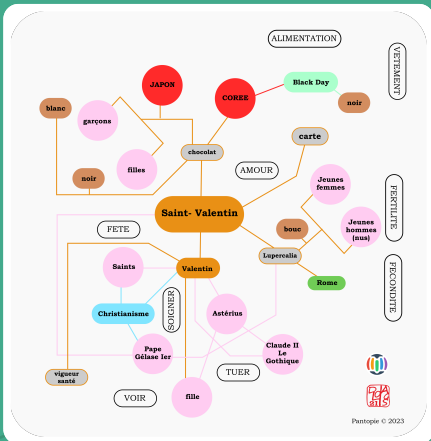 ALIMENTATION
VETEMENT
JAPON
COREE
Black Day
blanc
noir
garçons
carte
chocolat
filles
AMOUR
noir
Jeunes
femmes
FERTILITE
Saint- Valentin
Jeunes
hommes
(nus)
FETE
bouc
Lupercalia
Saints
Valentin
Rome
FECONDITE
SOIGNER
Christianisme
Astérius
Pape
Gélase Ier
Claude II
Le
Gothique
vigueur
santé
TUER
VOIR
fille
Pantopie © 2023